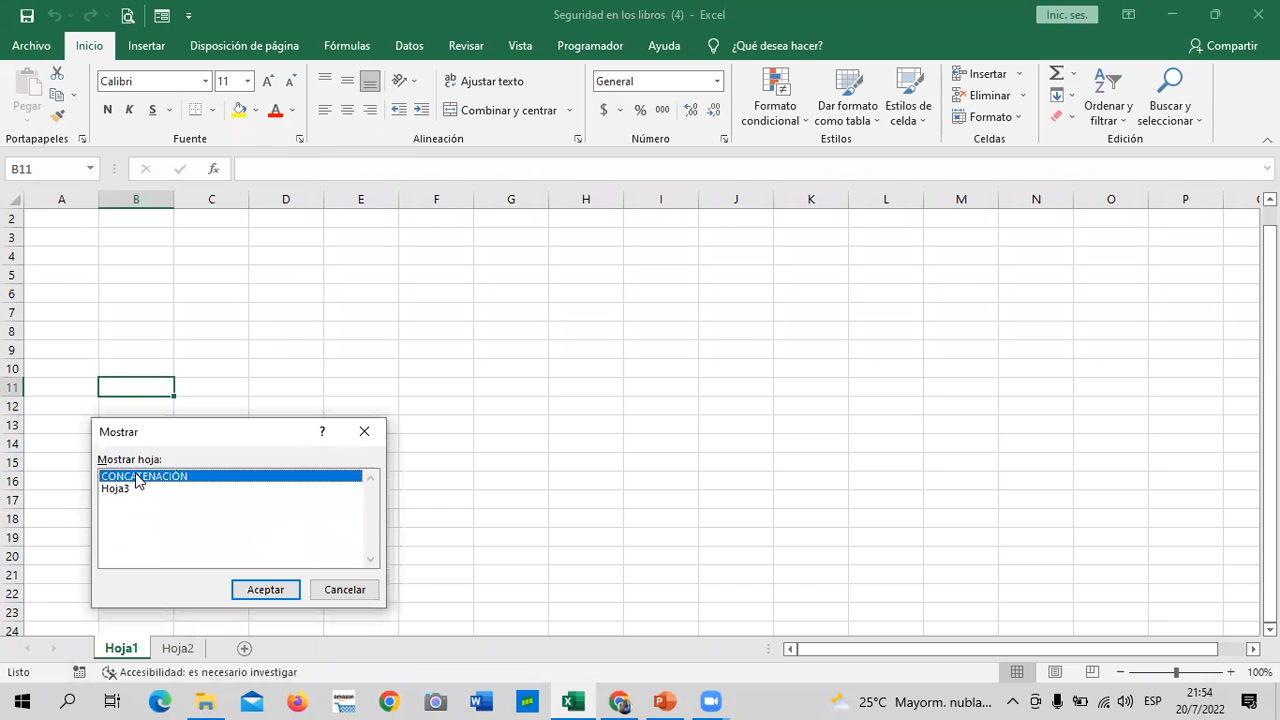 Seguridad en los libros (4) - Excel
Inic. ses.
Archivo Inicio Insertar Disposición de página Fórmulas Datos Revisar Vista Programador Ayuda ¿Qué desea hacer? Compartir
Pegar
Calibri 11
N K S
Ajustar texto
Combinar y centrar
General
$ % 000
Formato condicional
Dar formato como tabla
Estilos de celda
Insertar
Eliminar
Formato
Ordenar y filtrar
Buscar y seleccionar
Portapapeles Fuente Alineación Número Estilos Celdas Edición
B11
fx
A B C D E F G H I J K L M N O P
2
3
4
5
6
7
8
9
10
11
12
13
14
15
16
17
18
19
20
21
22
23
24
Mostrar ?
Mostrar hoja:
CONCATENACIÓN
Hoja3
Aceptar Cancelar
Hoja1 Hoja2
Listo Accesibilidad: es necesario investigar 100%
25°C Mayorm. nubla... ESP 21:54
20/7/2022